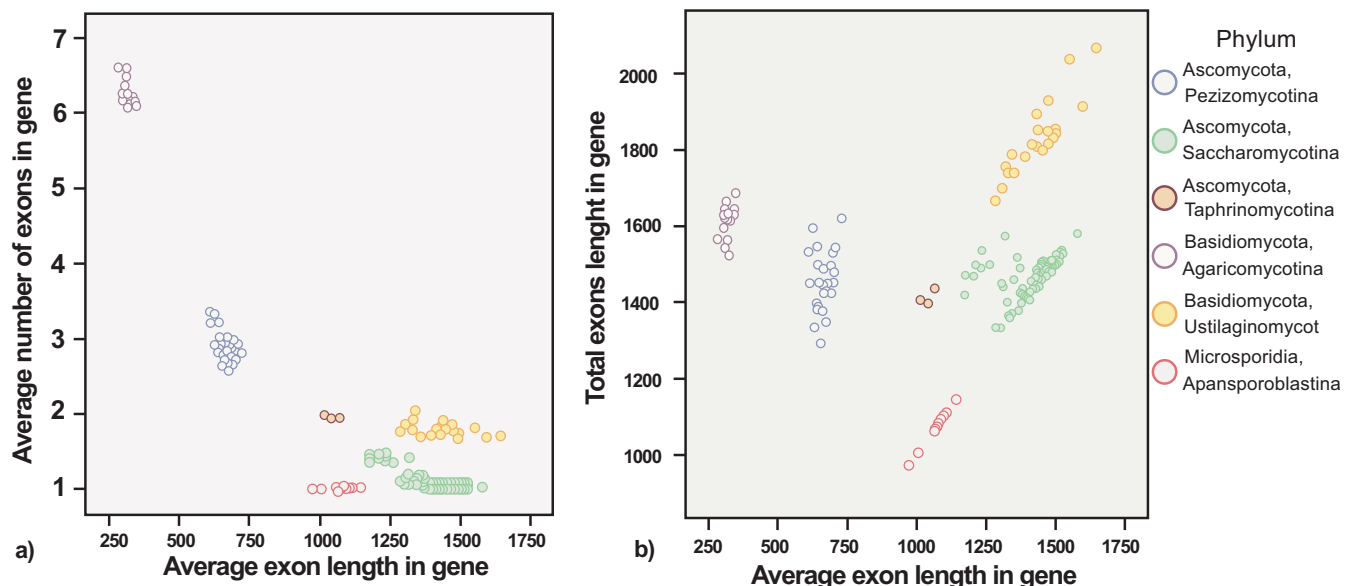 Average number of exons in gene
7
6
5
4
3
2
1
250 500 750 1000 1250 1500 1750
a)
Average exon length in gene
Total exons lenght in gene
2000
1800
1600
1400
1200
1000
250 500 750 1000 1250 1500 1750
b)
Average exon length in gene
Phylum
Ascomycota,
Pezizomycotina
Ascomycota,
Saccharomycotina
Ascomycota,
Taphrinomycotina
Basidiomycota,
Agaricomycotina
Basidiomycota,
Ustilaginomycot
Microsporidia,
Apansporoblastina